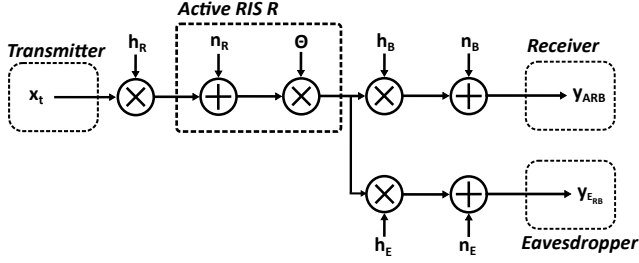 Active RIS R
Transmitter h_R n_R Θ h_B n_B Receiver
x_t y_ARB
y_E_RB
h_E n_E Eavesdropper